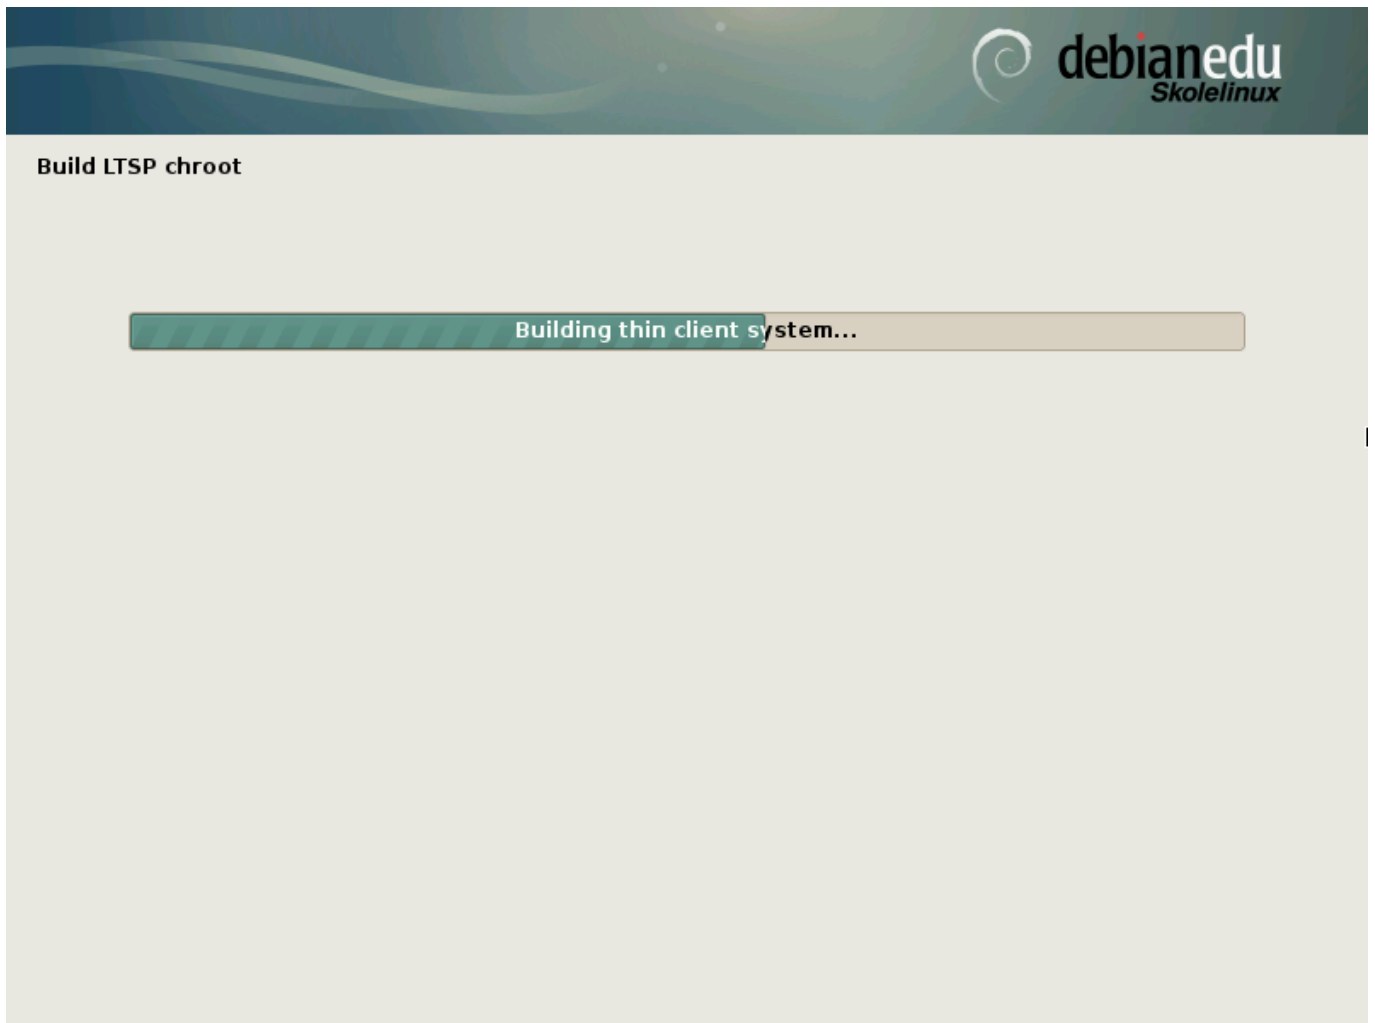 debianedu
Skolelinux
Build LTSP chroot
Building thin client system...